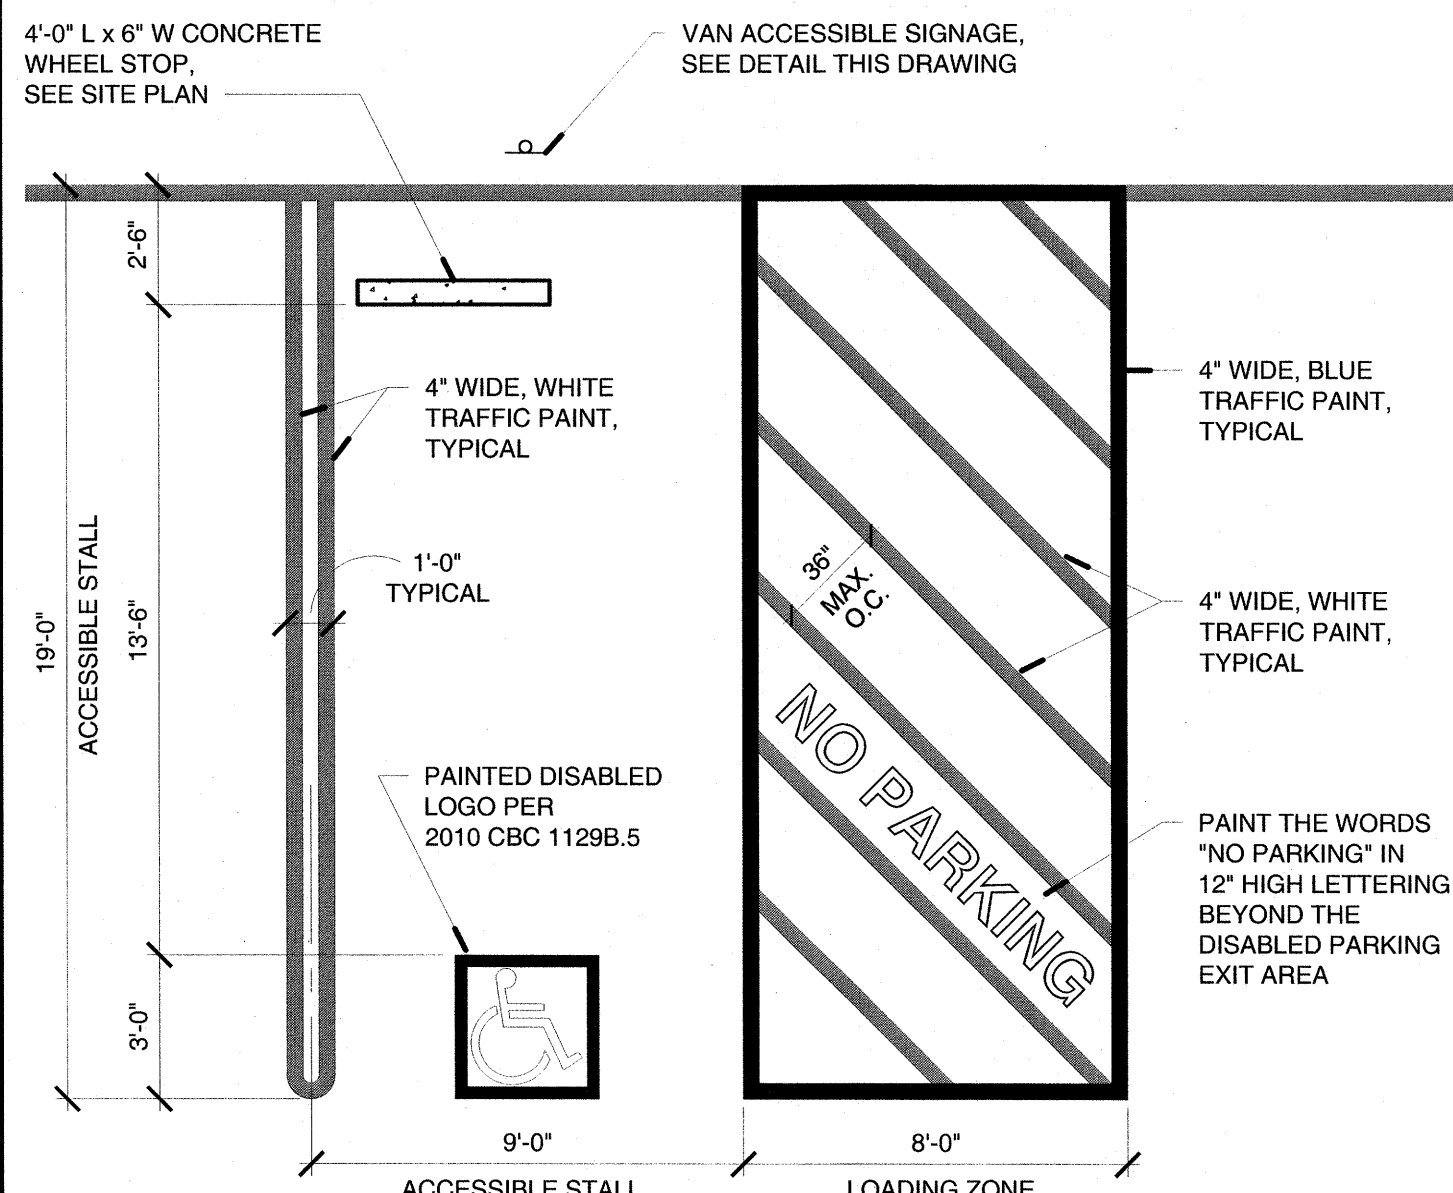 4'-0" L x 6" W CONCRETE
WHEEL STOP,
SEE SITE PLAN
VAN ACCESSIBLE SIGNAGE,
SEE DETAIL THIS DRAWING
2'-6"
4" WIDE, WHITE
TRAFFIC PAINT,
TYPICAL
4" WIDE, BLUE
TRAFFIC PAINT,
TYPICAL
1'-0"
TYPICAL
36"
MAX.
O.C.
4" WIDE, WHITE
TRAFFIC PAINT,
TYPICAL
19'-0"
ACCESSIBLE STALL
13'-6"
NO PARKING
PAINTED DISABLED
LOGO PER
2010 CBC 1129B.5
PAINT THE WORDS
"NO PARKING" IN
12" HIGH LETTERING
BEYOND THE
DISABLED PARKING
EXIT AREA
3'-0"
9'-0"
8'-0"
ACCESSIBLE STALL
LOADING ZONE